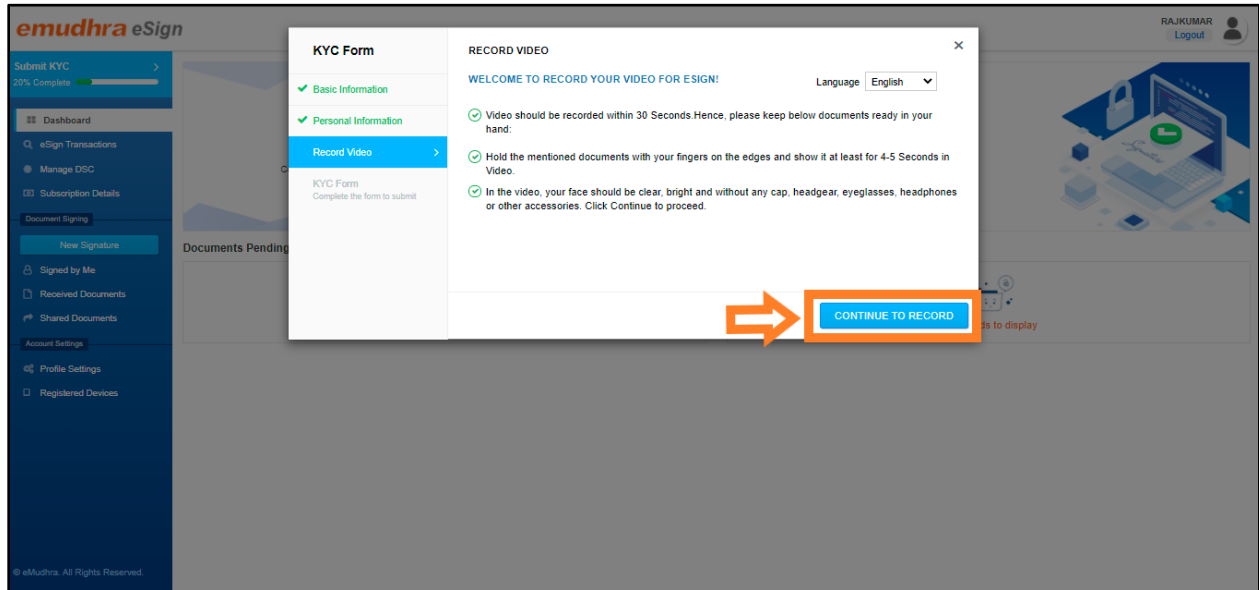 emudhra eSign
RAJKUMAR
Logout
Submit KYC >
20% Complete
Dashboard
eSign Transactions
Manage DSC
Subscription Details
Document Signing
New Signature
Signed by Me
Received Documents
Shared Documents
Account Settings
Profile Settings
Registered Devices
© eMudhra. All Rights Reserved.
Documents Pending
KYC Form
Basic Information
Personal Information
Record Video >
KYC Form
Complete the form to submit
RECORD VIDEO
WELCOME TO RECORD YOUR VIDEO FOR ESIGN!
Language English
Video should be recorded within 30 Seconds.Hence, please keep below documents ready in your
hand:
Hold the mentioned documents with your fingers on the edges and show it at least for 4-5 Seconds in
Video.
In the video, your face should be clear, bright and without any cap, headgear, eyeglasses, headphones
or other accessories. Click Continue to proceed.
CONTINUE TO RECORD
to display
Signature